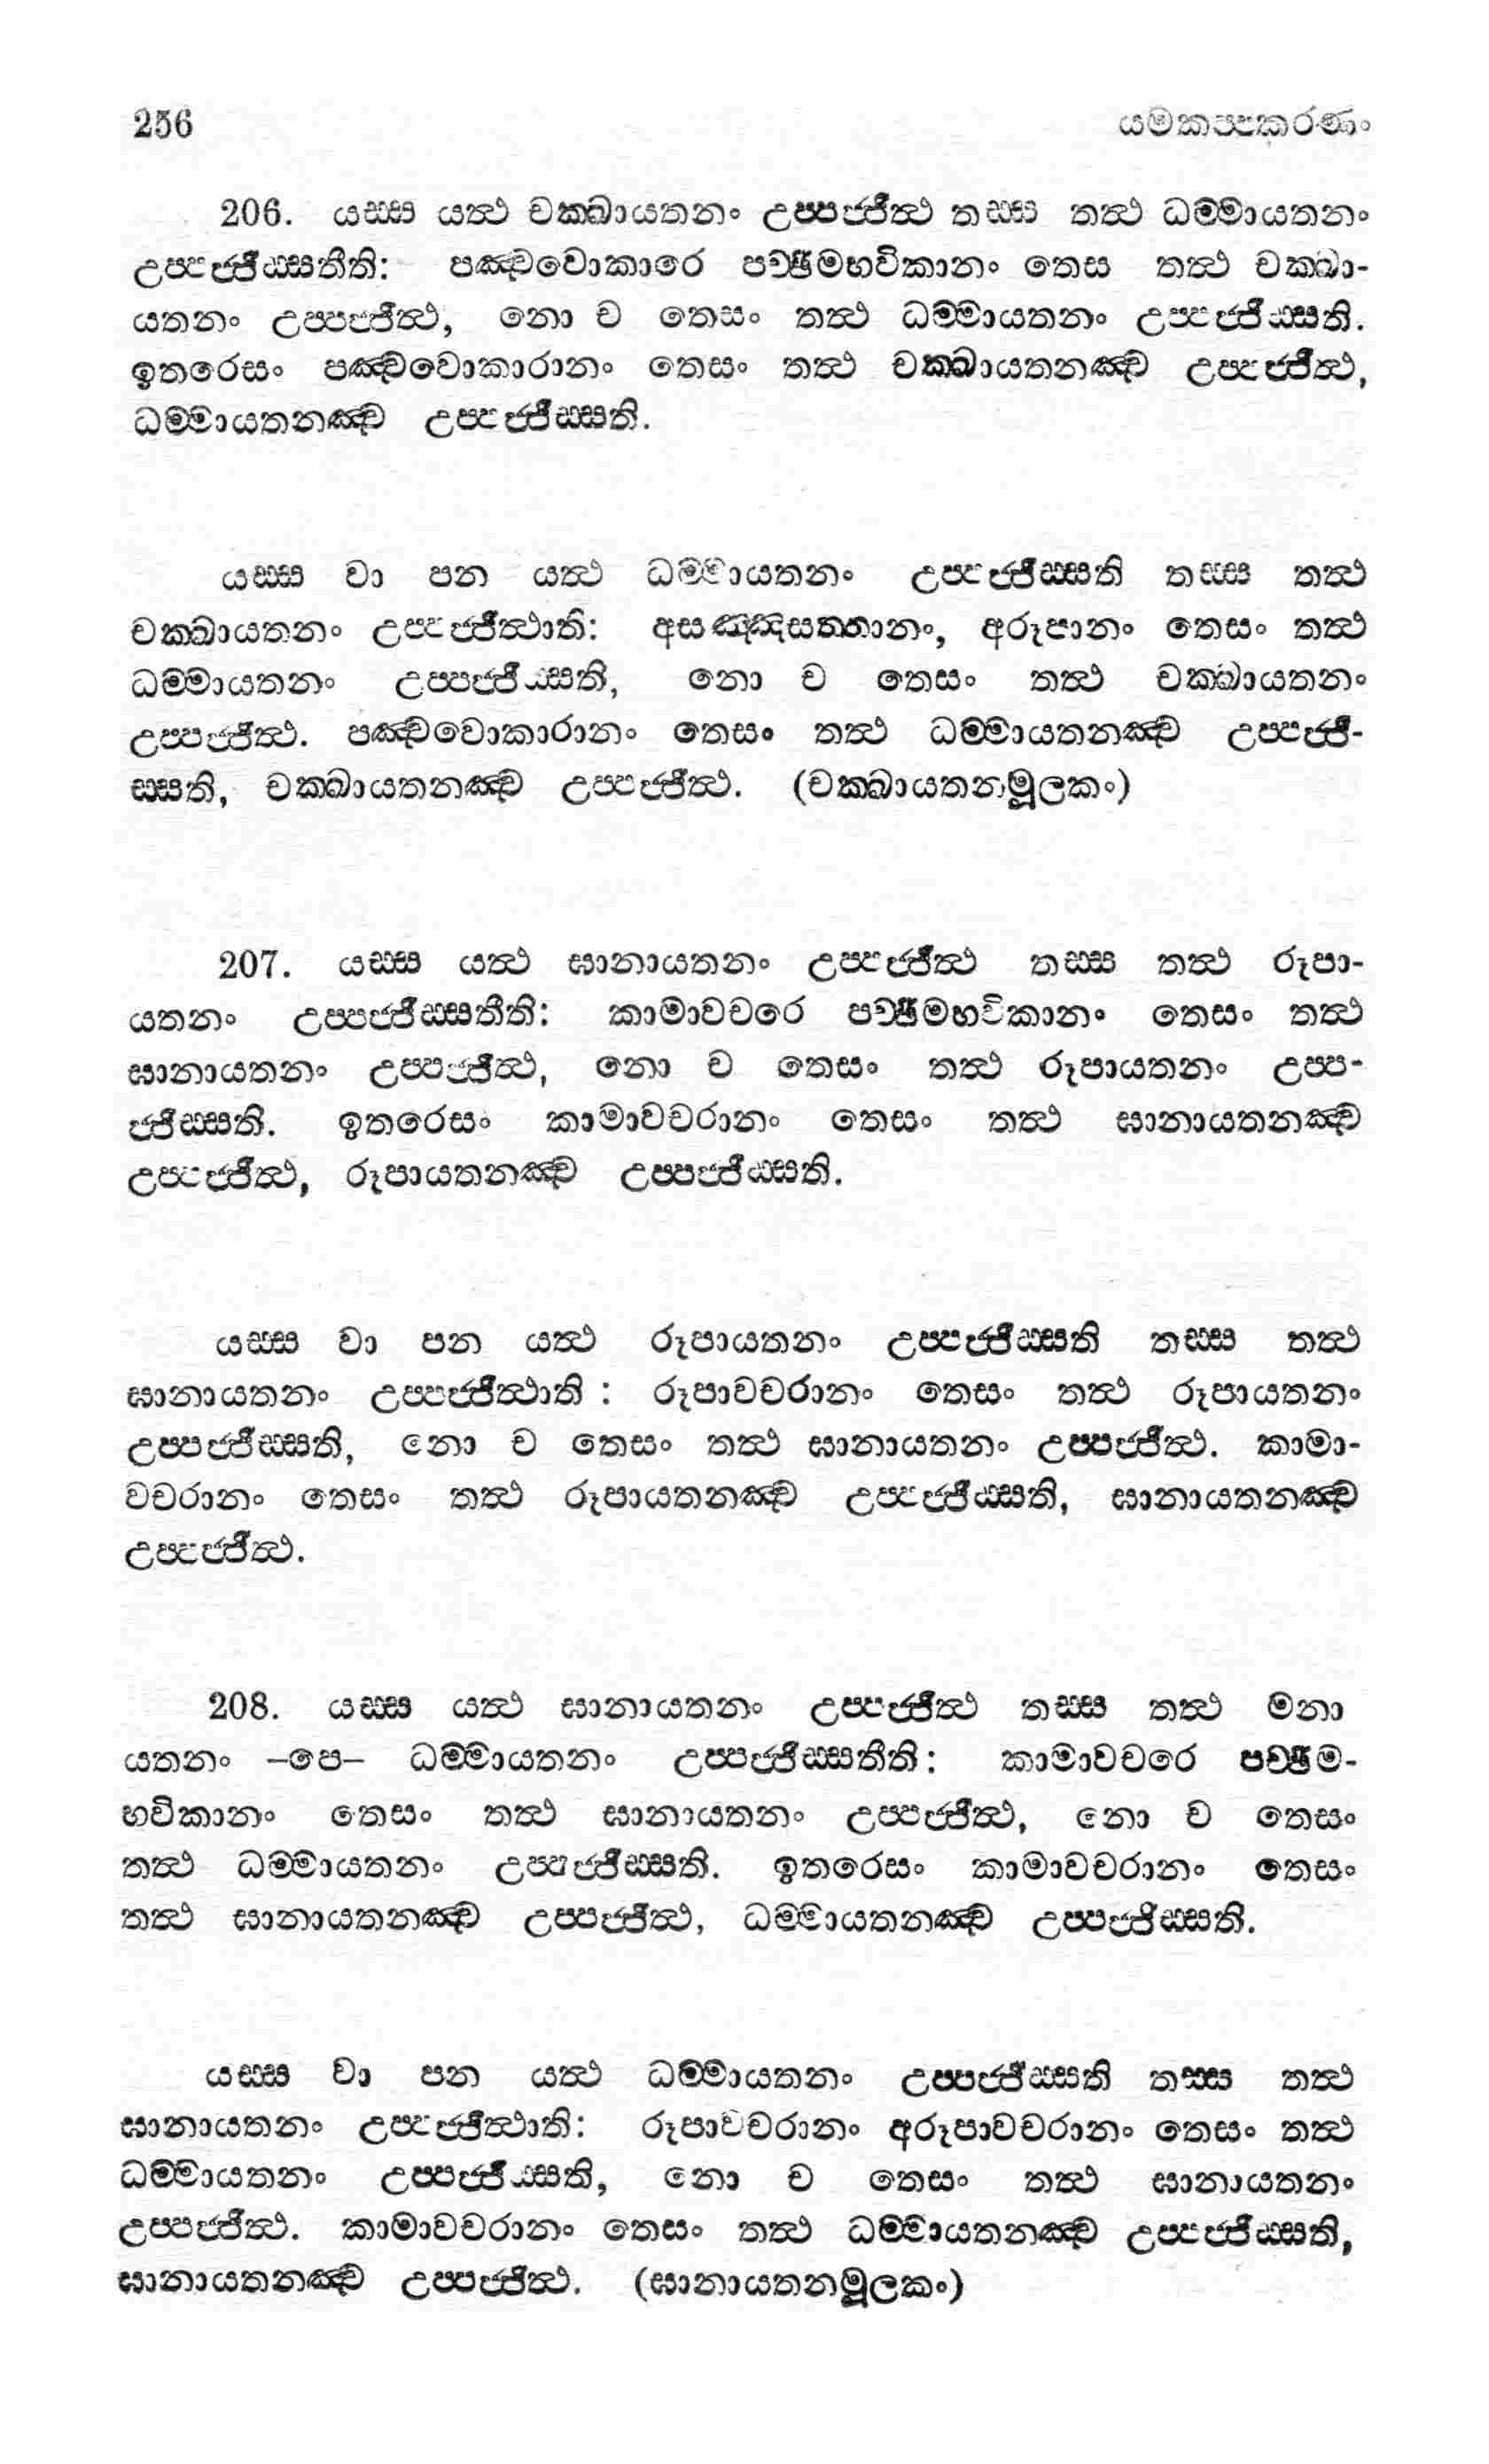 256 යමකප්පකරණං
206. යස්ස යත්ථ චක්ඛායතනං උප්පජ්ජිත්ථ තස්ස තත්ථ ධම්මායතනං
උප්පජ්ජිස්සතීති: පඤ්චවොකාරෙ පච්ඡිමභවිකානං තෙස තත්ථ චක්ඛා-
යතනං උප්පජ්ජිත්ථ, නො ච තෙසං තත්ථ ධම්මායතනං උප්පජ්ජිස්සති.
ඉතරෙසං පඤ්චවොකාරානං තෙසං තත්ථ චක්ඛායතනඤ්ච උප්පජ්ජිත්ථ,
ධම්මායතනඤ්ච උප්පජ්ජිස්සති.
යස්ස වා පන යත්ථ ධම්මායතනං උප්පජ්ජිස්සති තස්ස තත්ථ
චක්ඛායතනං උප්පජ්ජිත්ථාති: අසඤ්ඤසත්තානං, අරූපානං තෙසං තත්ථ
ධම්මායතනං උප්පජ්ජිස්සති, නො ච තෙසං තත්ථ චක්ඛායතනං
උප්පජ්ජිත්ථ. පඤ්චවොකාරානං තෙසං තත්ථ ධම්මායතනඤ්ච උප්පජ්ජි-
ස්සති, චක්ඛායතනඤ්ච උප්පජ්ජිත්ථ. (චක්ඛායතනමූලකං)
207. යස්ස යත්ථ ඝානායතනං උප්පජ්ජිත්ථ තස්ස තත්ථ රූපා-
යතනං උප්පජ්ජිස්සතීති: කාමාවචරෙ පච්ඡිමභවිකානං තෙසං තත්ථ
ඝානායතනං උප්පජ්ජිත්ථ, නො ච තෙසං තත්ථ රූපායතනං උප්ප-
ජ්ජිස්සති. ඉතරෙසං කාමාවචරානං තෙසං තත්ථ ඝානායතනඤ්ච
උප්පජ්ජිත්ථ, රූපායතනඤ්ච උප්පජ්ජිස්සති.
යස්ස වා පන යත්ථ රූපායතනං උප්පජ්ජිස්සති තස්ස තත්ථ
ඝානායතනං උප්පජ්ජිත්ථාති : රූපාවචරානං තෙසං තත්ථ රූපායතනං
උප්පජ්ජිස්සති, නො ච තෙසං තත්ථ ඝානායතනං උප්පජ්ජිත්ථ. කාමා-
වචරානං තෙසං තත්ථ රූපායතනඤ්ච උප්පජ්ජිස්සති, ඝානායතනඤ්ච
උප්පජ්ජිත්ථ.
208. යස්ස යත්ථ ඝානායතනං උප්පජ්ජිත්ථ තස්ස තත්ථ මනා
යතනං –පෙ– ධම්මායතනං උප්පජ්ජිස්සතීති: කාමාවචරෙ පච්ඡිම-
භවිකානං තෙසං තත්ථ ඝානායතනං උප්පජ්ජිත්ථ, නො ච තෙසං
තත්ථ ධම්මායතනං උප්පජ්ජිස්සති. ඉතරෙසං කාමාවචරානං තෙසං
තත්ථ ඝානායතනඤ්ච උප්පජ්ජිත්ථ, ධම්මායතනඤ්ච උප්පජ්ජිස්සති.
යස්ස වා පන යත්ථ ධම්මායතනං උප්පජ්ජිස්සති තස්ස තත්ථ
ඝානායතනං උප්පජ්ජිත්ථාති: රූපාවචරානං අරූපාවචරානං තෙසං තත්ථ
ධම්මායතනං උප්පජ්ජිස්සති, නො ච තෙසං තත්ථ ඝානායතනං
උප්පජ්ජිත්ථ. කාමාවචරානං තෙසං තත්ථ ධම්මායතනඤ්ච උප්පජ්ජිස්සති,
ඝානායතනඤ්ච උප්පජ්ජිත්ථ. (ඝානායතනමූලකං)